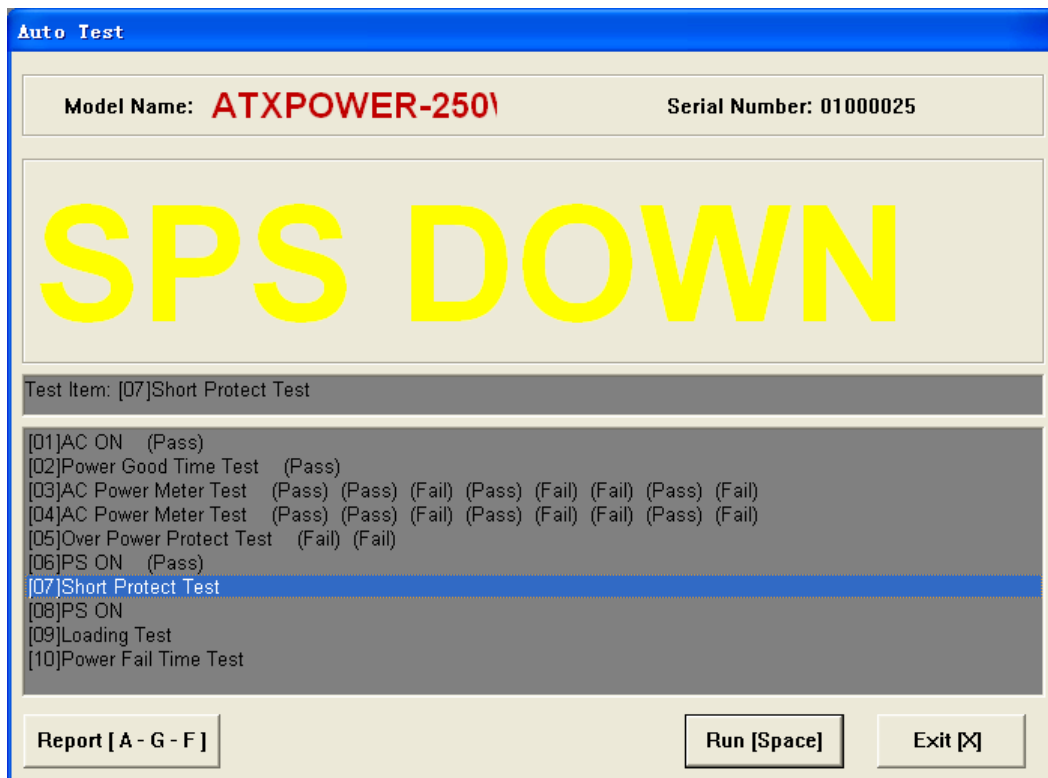 Auto Test
Model Name: ATXPOWER-250 Serial Number: 01000025
SPS DOWN
Test Item: [07]Short Protect Test
[01]AC ON (Pass)
[02]Power Good Time Test (Pass)
[03]AC Power Meter Test (Pass) (Pass) (Fail) (Pass) (Fail) (Fail) (Pass) (Fail)
[04]AC Power Meter Test (Pass) (Pass) (Fail) (Pass) (Fail) (Fail) (Pass) (Fail)
[05]Over Power Protect Test (Fail) (Fail)
[06]PS ON (Pass)
[07]Short Protect Test
[08]PS ON
[09]Loading Test
[10]Power Fail Time Test
Report [ A - G - F ] Run [Space] Exit [X]